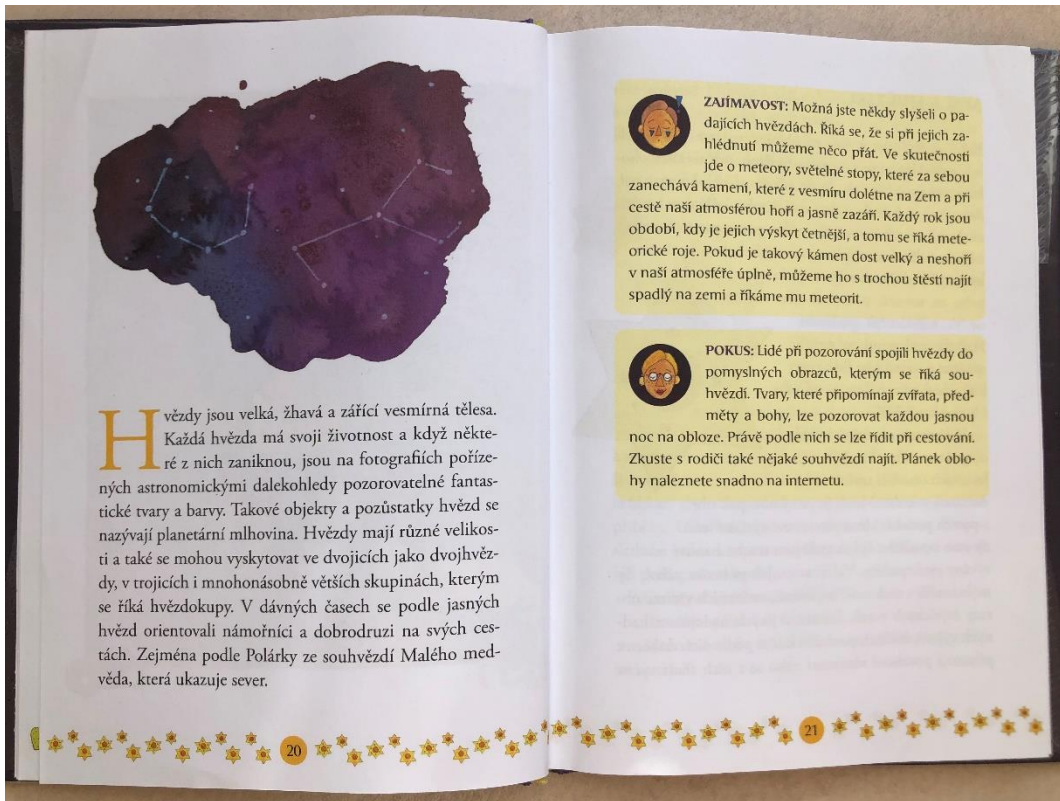 Hvězdy jsou velká, žhavá a zářící vesmírná tělesa.
Každá hvězda má svoji životnost a když někte-
ré z nich zaniknou, jsou na fotografiích poříze-
ných astronomickými dalekohledy pozorovatelné fantas-
tické tvary a barvy. Takové objekty a pozůstatky hvězd se
nazývají planetární mlhovina. Hvězdy mají různé velikos-
ti a také se mohou vyskytovat ve dvojicích jako dvojhvěz-
dy, v trojicích i mnohonásobně větších skupinách, kterým
se říká hvězdokupy. V dávných časech se podle jasných
hvězd orientovali námořníci a dobrodruzi na svých ces-
tách. Zejména podle Polárky ze souhvězdí Malého med-
věda, která ukazuje sever.
20
ZAJÍMAVOST: Možná jste někdy slyšeli o pa-
dajících hvězdách. Říká se, že si při jejich za-
hlédnutí můžeme něco přát. Ve skutečnosti
jde o meteory, světelné stopy, které za sebou
zanechává kamení, které z vesmíru dolétne na Zem a při
cestě naší atmosférou hoří a jasně zazáří. Každý rok jsou
období, kdy je jejich výskyt četnější, a tomu se říká mete-
orické roje. Pokud je takový kámen dost velký a neshoří
v naší atmosféře úplně, můžeme ho s trochou štěstí najít
spadlý na zemi a říkáme mu meteorit.
POKUS: Lidé při pozorování spojili hvězdy do
pomyslných obrazců, kterým se říká sou-
hvězdí. Tvary, které připomínají zvířata, před-
měty a bohy, lze pozorovat každou jasnou
noc na obloze. Právě podle nich se lze řídit při cestování.
Zkuste s rodiči také nějaké souhvězdí najít. Plánek oblo-
hy naleznete snadno na internetu.
21